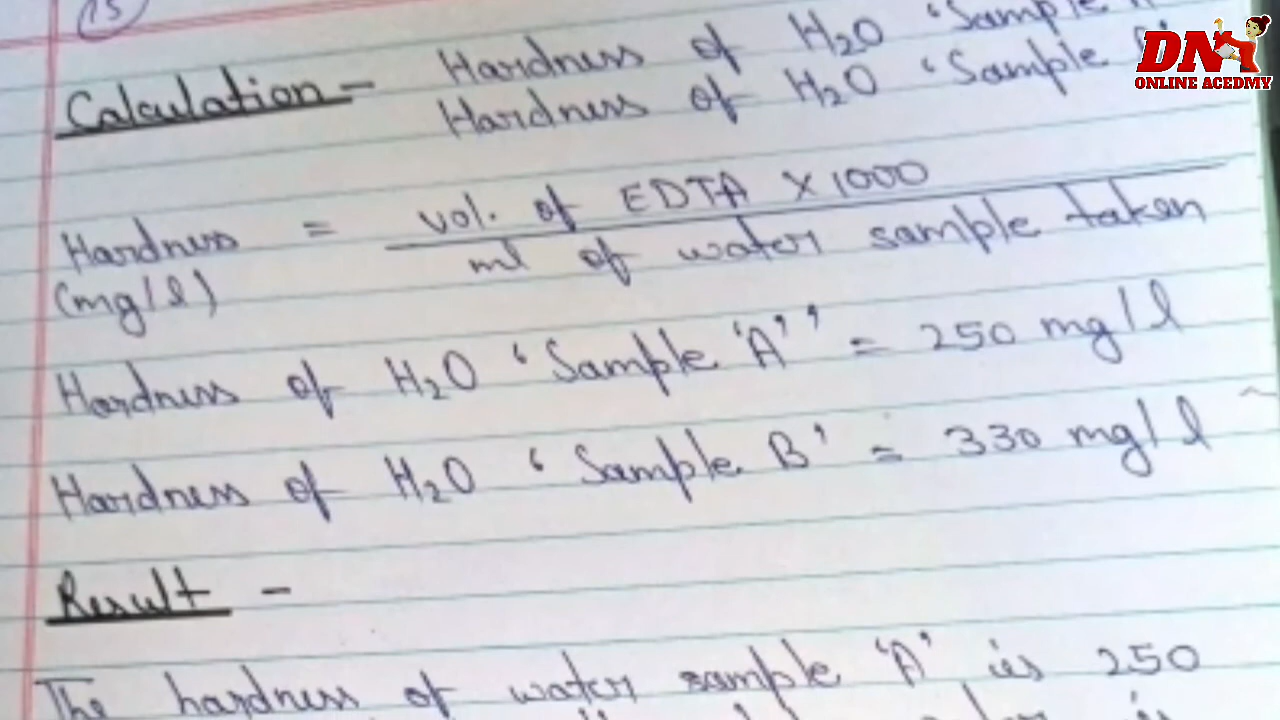 15
Hardness of H2O 'Sample
Calculation - Hardness of H2O 'Sample
Hardness = vol. of EDTA X 1000
(mg/l) ml of water sample taken
Hardness of H2O 'Sample 'A'' = 250 mg/l
Hardness of H2O 'Sample B' = 330 mg/l
Result -
The hardness of water sample 'A' is 250
DN
ONLINE ACEDMY